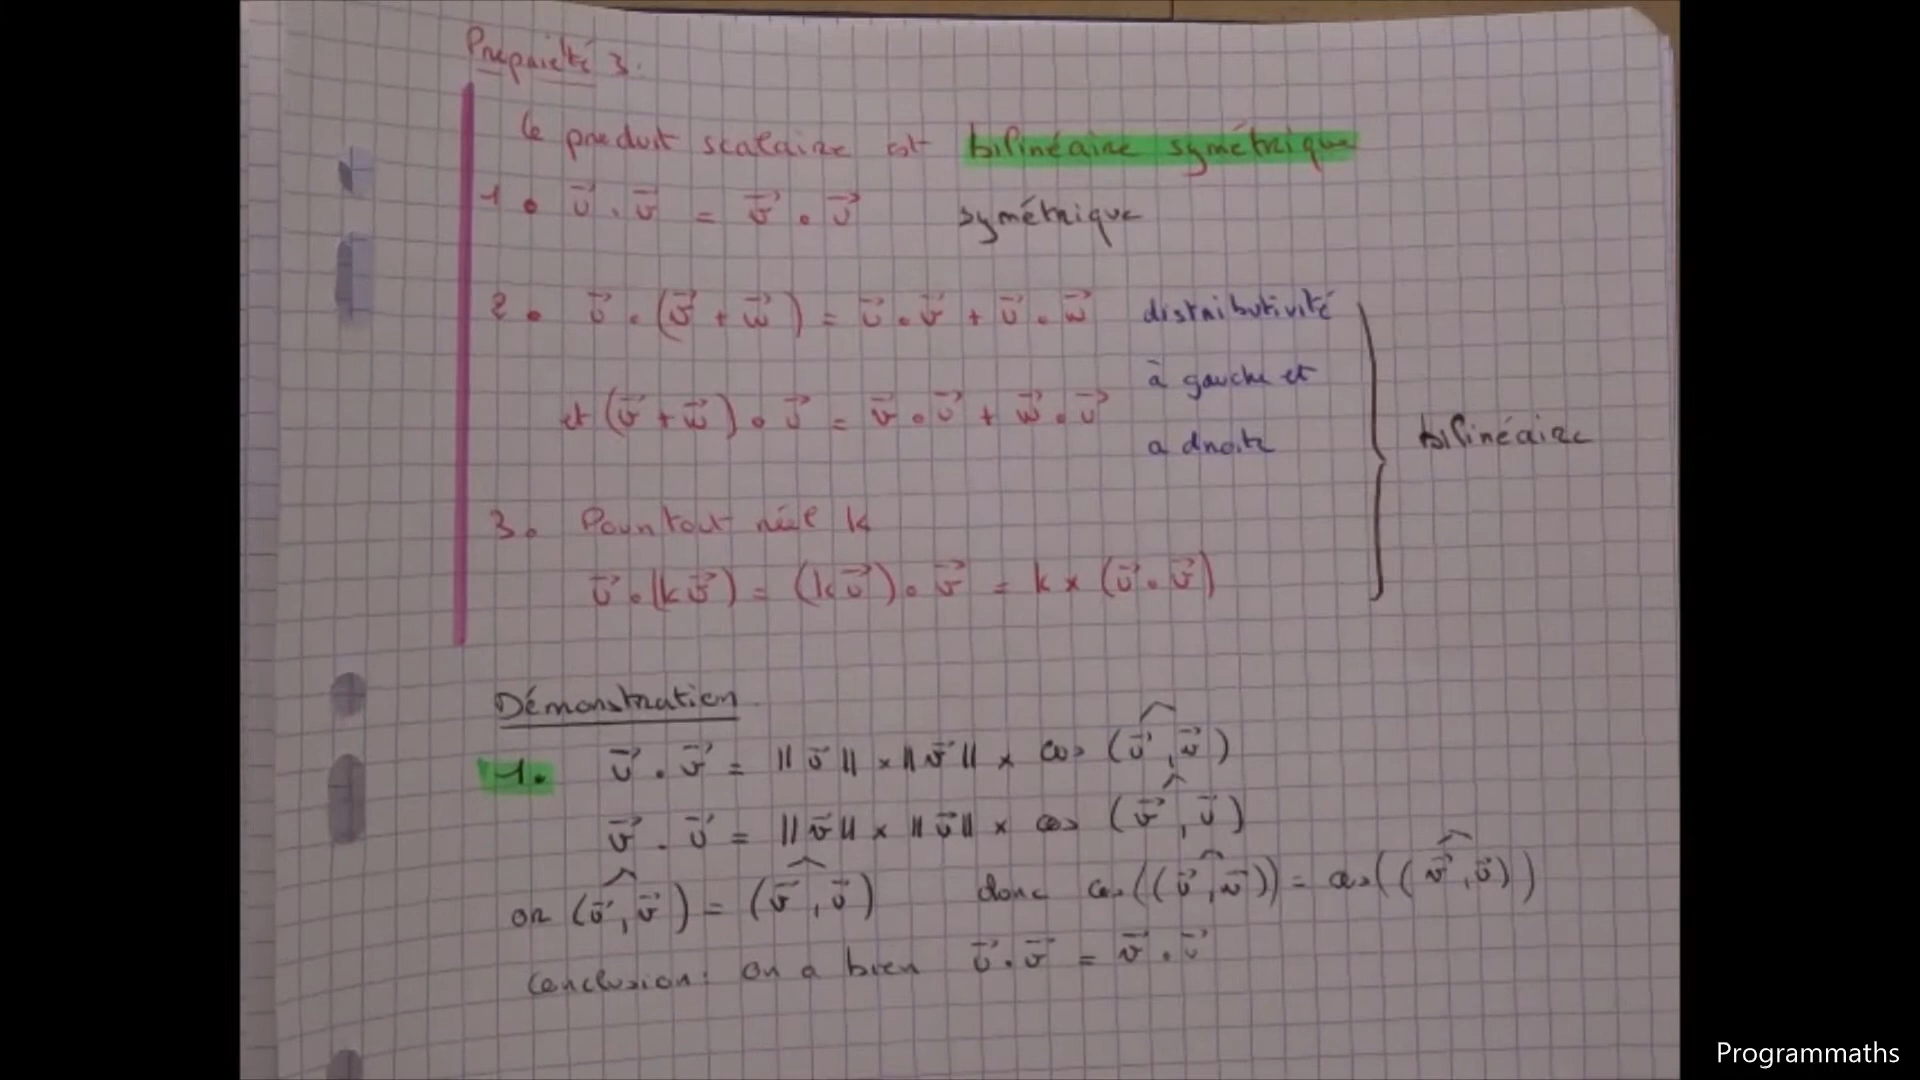 Propriété 3.
Le produit scalaire est bilinéaire symétrique
1. u⃗ . v⃗ = v⃗ . u⃗ symétrique
2. u⃗ . (v⃗ + w⃗) = u⃗ . v⃗ + u⃗ . w⃗ distributivité
à gauche et
et (v⃗ + w⃗) . u⃗ = v⃗ . u⃗ + w⃗ . u⃗
a droite
bilinéaire
3. Pour tout réel k
u⃗ . (k v⃗) = (k u⃗) . v⃗ = k × (u⃗ . v⃗)
Démonstration
1. u⃗ . v⃗ = ||u⃗|| × ||v⃗|| × cos (u⃗, v⃗)
v⃗ . u⃗ = ||v⃗|| × ||u⃗|| × cos (v⃗, u⃗)
or (u⃗, v⃗) = (v⃗, u⃗) donc cos((u⃗, v⃗)) = cos((v⃗, u⃗))
Conclusion: on a bien u⃗ . v⃗ = v⃗ . u⃗
Programmaths